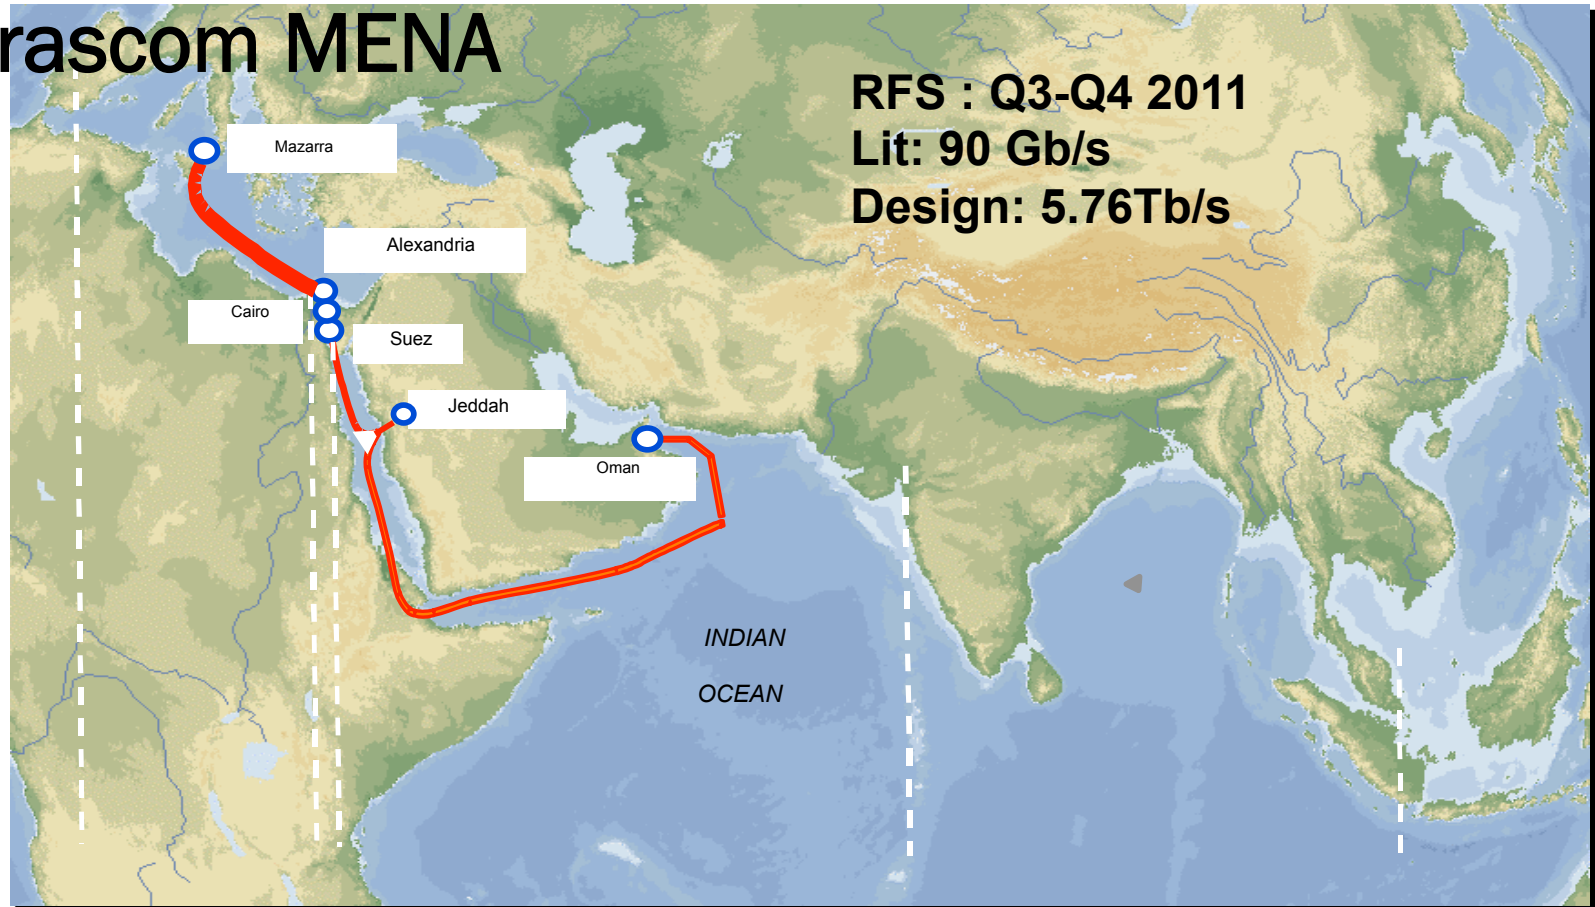 rascom MENA
RFS : Q3-Q4 2011
Lit: 90 Gb/s
Design: 5.76Tb/s
Mazarra
Alexandria
Cairo
Suez
Jeddah
Oman
INDIAN
OCEAN